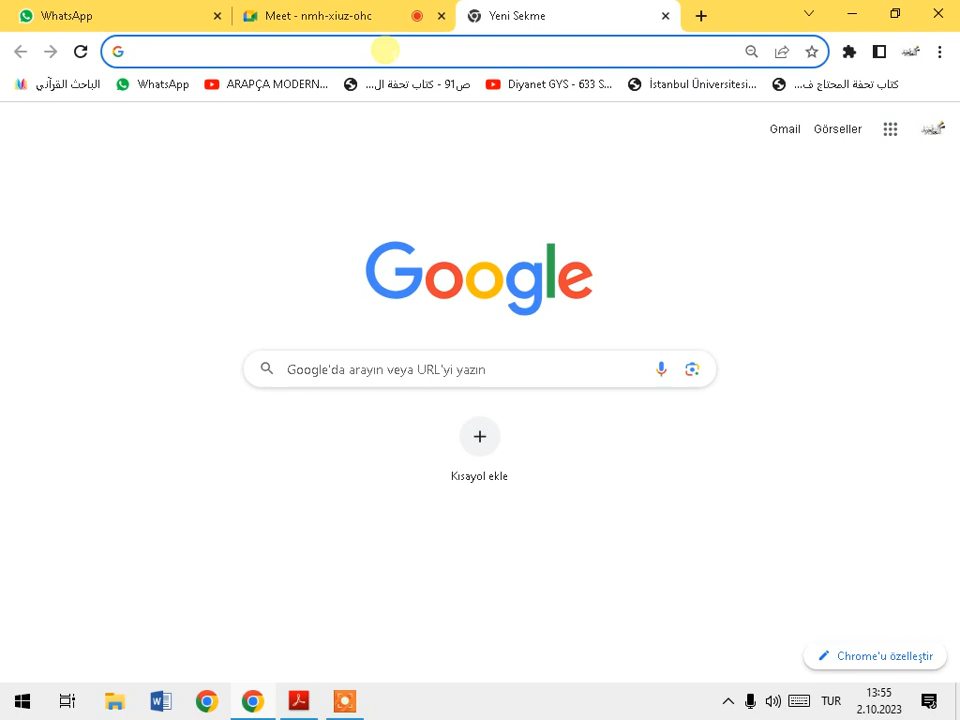 WhatsApp
Meet - nmh-xiuz-ohc
Yeni Sekme
الباحث القرآني
WhatsApp
ARAPÇA MODERN...
ص91 - كتاب تحفة ال...
Diyanet GYS - 633 S...
İstanbul Üniversitesi...
كتاب تحفة المحتاج ف...
Gmail
Görseller
Google
Google'da arayın veya URL'yi yazın
Kısayol ekle
Chrome'u özelleştir
TUR
13:55
2.10.2023